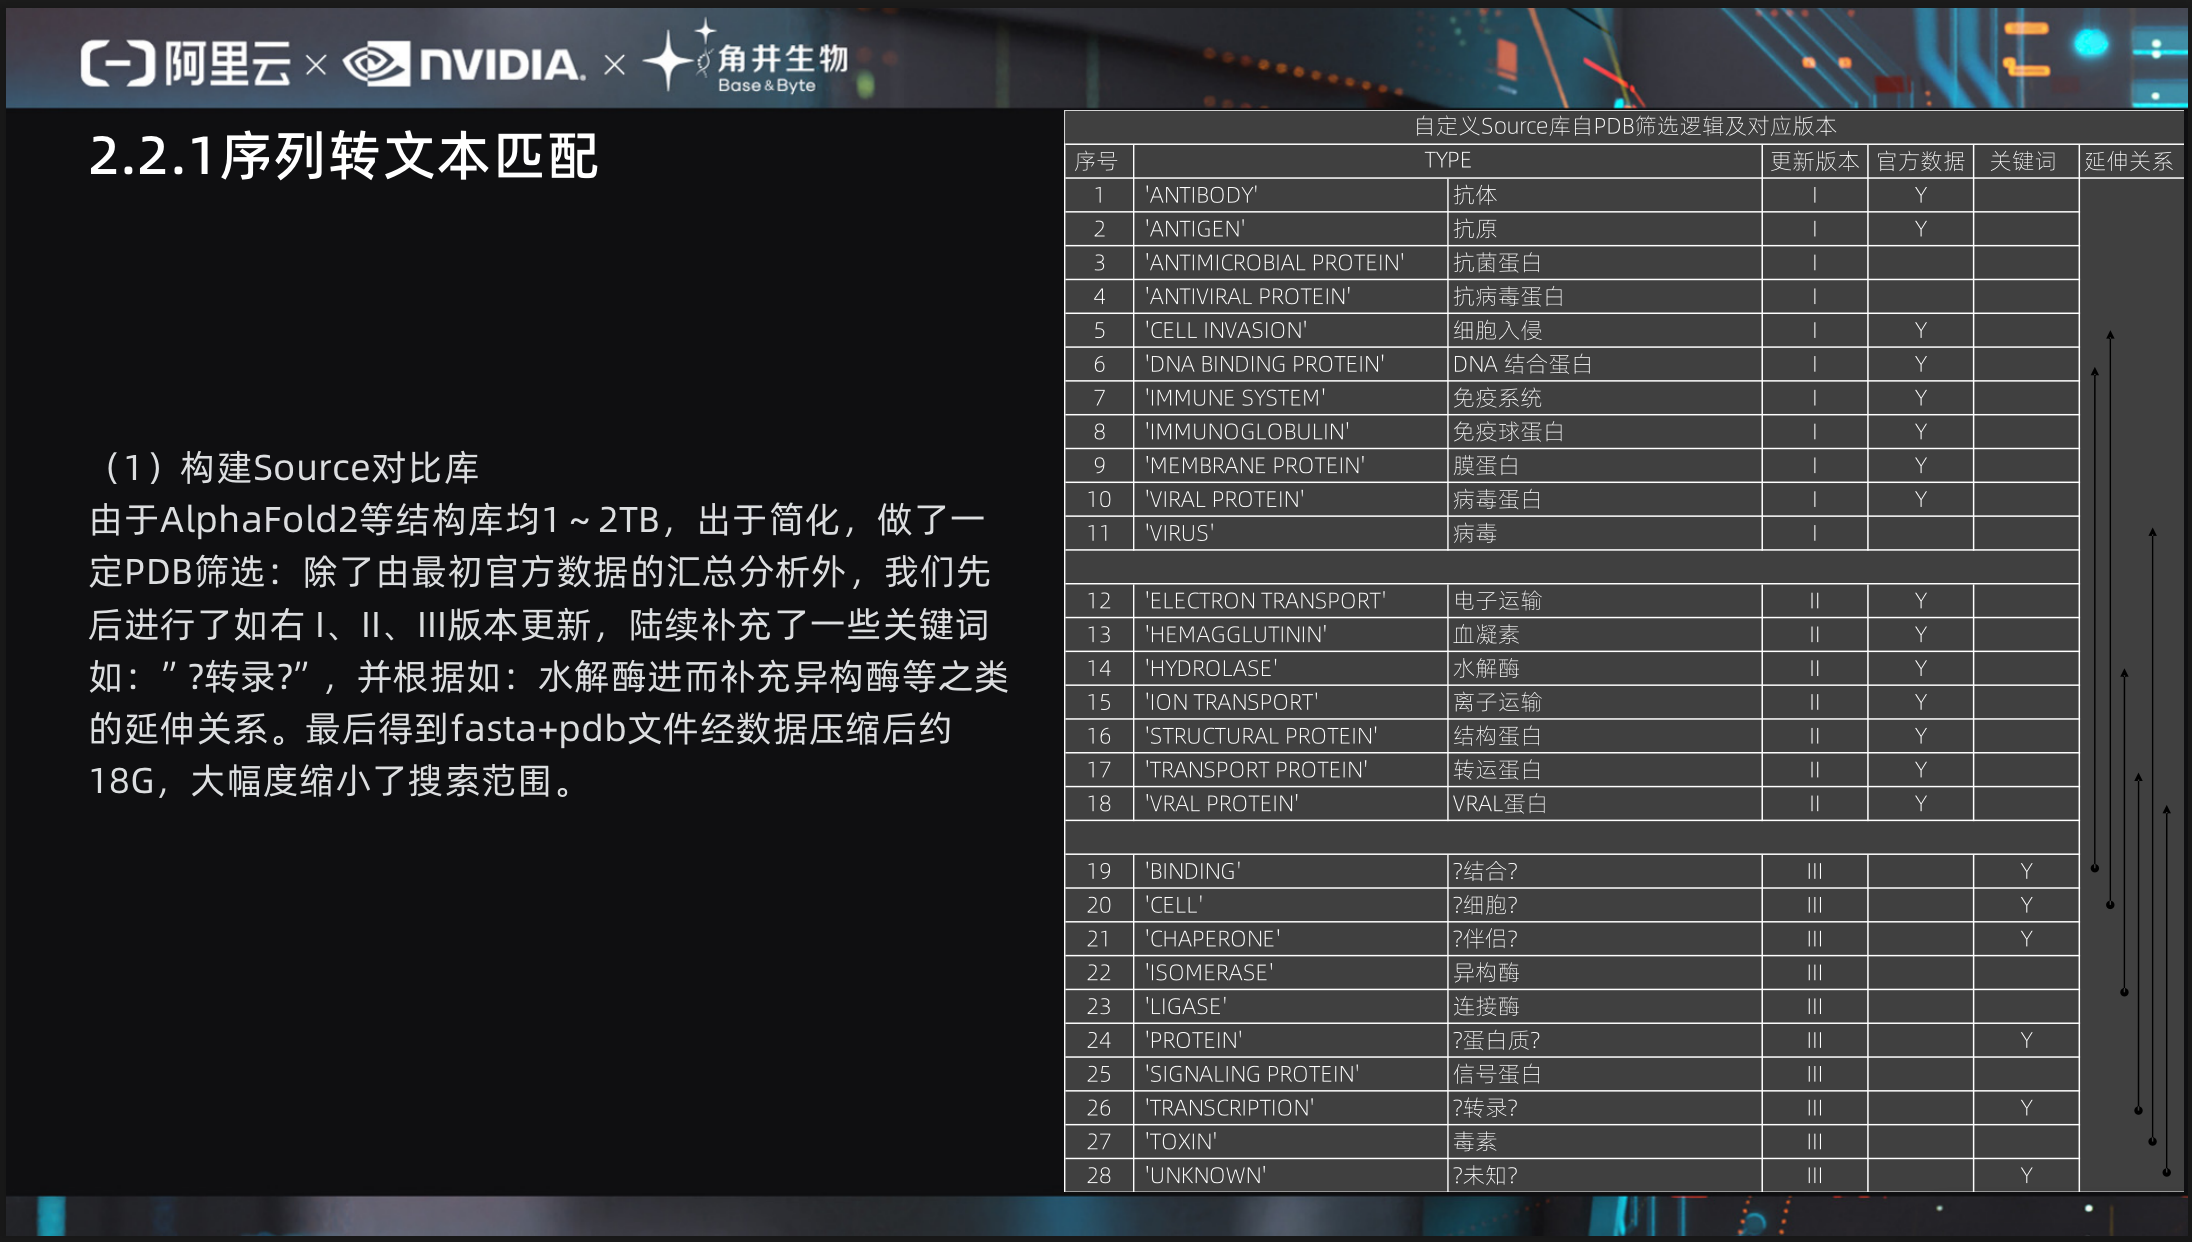 阿里云 × NVIDIA. × 角井生物
Base&Byte
2.2.1序列转文本匹配
（1）构建Source对比库
由于AlphaFold2等结构库均1～2TB，出于简化，做了一
定PDB筛选：除了由最初官方数据的汇总分析外，我们先
后进行了如右 I、II、III版本更新，陆续补充了一些关键词
如：”?转录?”，并根据如：水解酶进而补充异构酶等之类
的延伸关系。最后得到fasta+pdb文件经数据压缩后约
18G，大幅度缩小了搜索范围。
自定义Source库自PDB筛选逻辑及对应版本
序号 TYPE 更新版本 官方数据 关键词 延伸关系
1 'ANTIBODY' 抗体 I Y
2 'ANTIGEN' 抗原 I Y
3 'ANTIMICROBIAL PROTEIN' 抗菌蛋白 I
4 'ANTIVIRAL PROTEIN' 抗病毒蛋白 I
5 'CELL INVASION' 细胞入侵 I Y
6 'DNA BINDING PROTEIN' DNA 结合蛋白 I Y
7 'IMMUNE SYSTEM' 免疫系统 I Y
8 'IMMUNOGLOBULIN' 免疫球蛋白 I Y
9 'MEMBRANE PROTEIN' 膜蛋白 I Y
10 'VIRAL PROTEIN' 病毒蛋白 I Y
11 'VIRUS' 病毒 I
12 'ELECTRON TRANSPORT' 电子运输 II Y
13 'HEMAGGLUTININ' 血凝素 II Y
14 'HYDROLASE' 水解酶 II Y
15 'ION TRANSPORT' 离子运输 II Y
16 'STRUCTURAL PROTEIN' 结构蛋白 II Y
17 'TRANSPORT PROTEIN' 转运蛋白 II Y
18 'VRAL PROTEIN' VRAL蛋白 II Y
19 'BINDING' ?结合? III Y
20 'CELL' ?细胞? III Y
21 'CHAPERONE' ?伴侣? III Y
22 'ISOMERASE' 异构酶 III
23 'LIGASE' 连接酶 III
24 'PROTEIN' ?蛋白质? III Y
25 'SIGNALING PROTEIN' 信号蛋白 III
26 'TRANSCRIPTION' ?转录? III Y
27 'TOXIN' 毒素 III
28 'UNKNOWN' ?未知? III Y